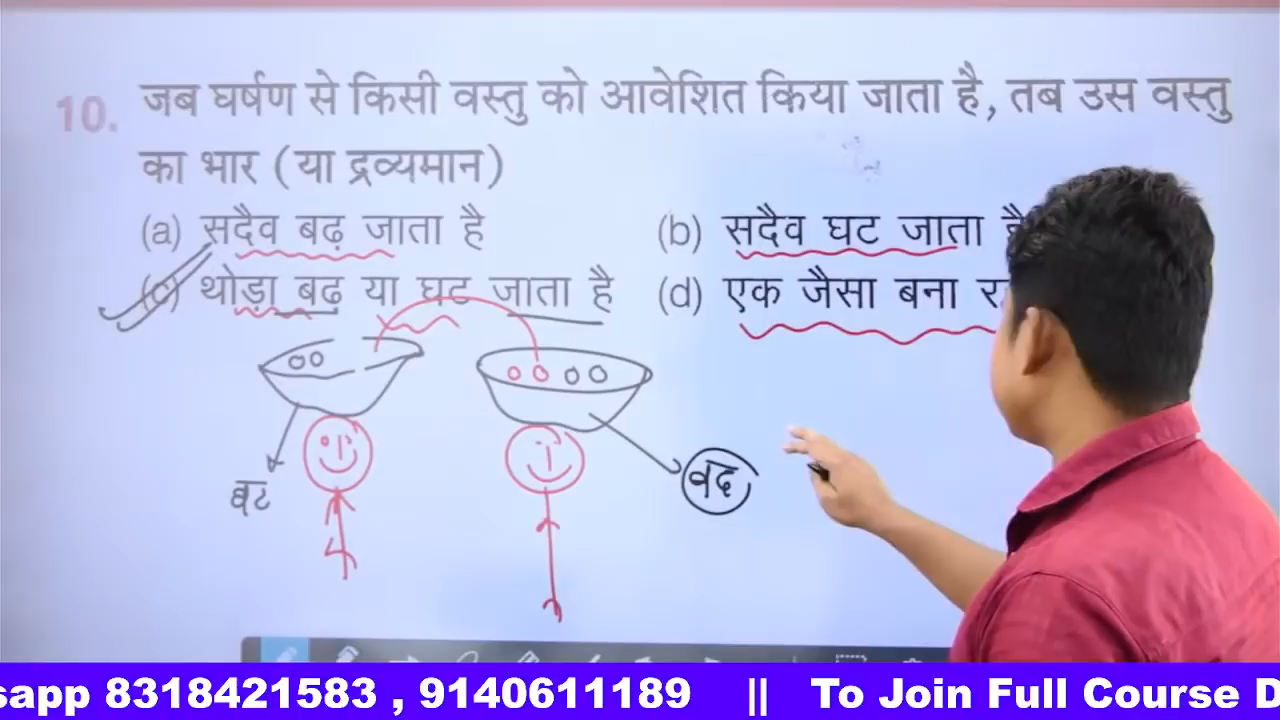 10. जब घर्षण से किसी वस्तु को आवेशित किया जाता है, तब उस वस्तु
का भार (या द्रव्यमान)
(a) सदैव बढ़ जाता है (b) सदैव घट जाता है
(c) थोड़ा बढ़ या घट जाता है (d) एक जैसा बना
घट
बढ़
sapp 8318421583 , 9140611189 || To Join Full Course D